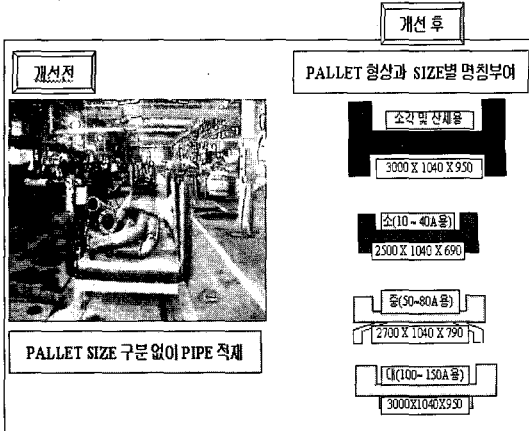 개선 후
개선전
PALLET 형상과 SIZE별 명칭부여
소각 및 산세용
3000 X 1040 X 950
소(10 ~ 40A용)
2500 X 1040 X 690
중(50~80A용)
2700 X 1040 X 790
대(100~ 150A용)
3000X1040X950
PALLET SIZE 구분 없이 PIPE 적재